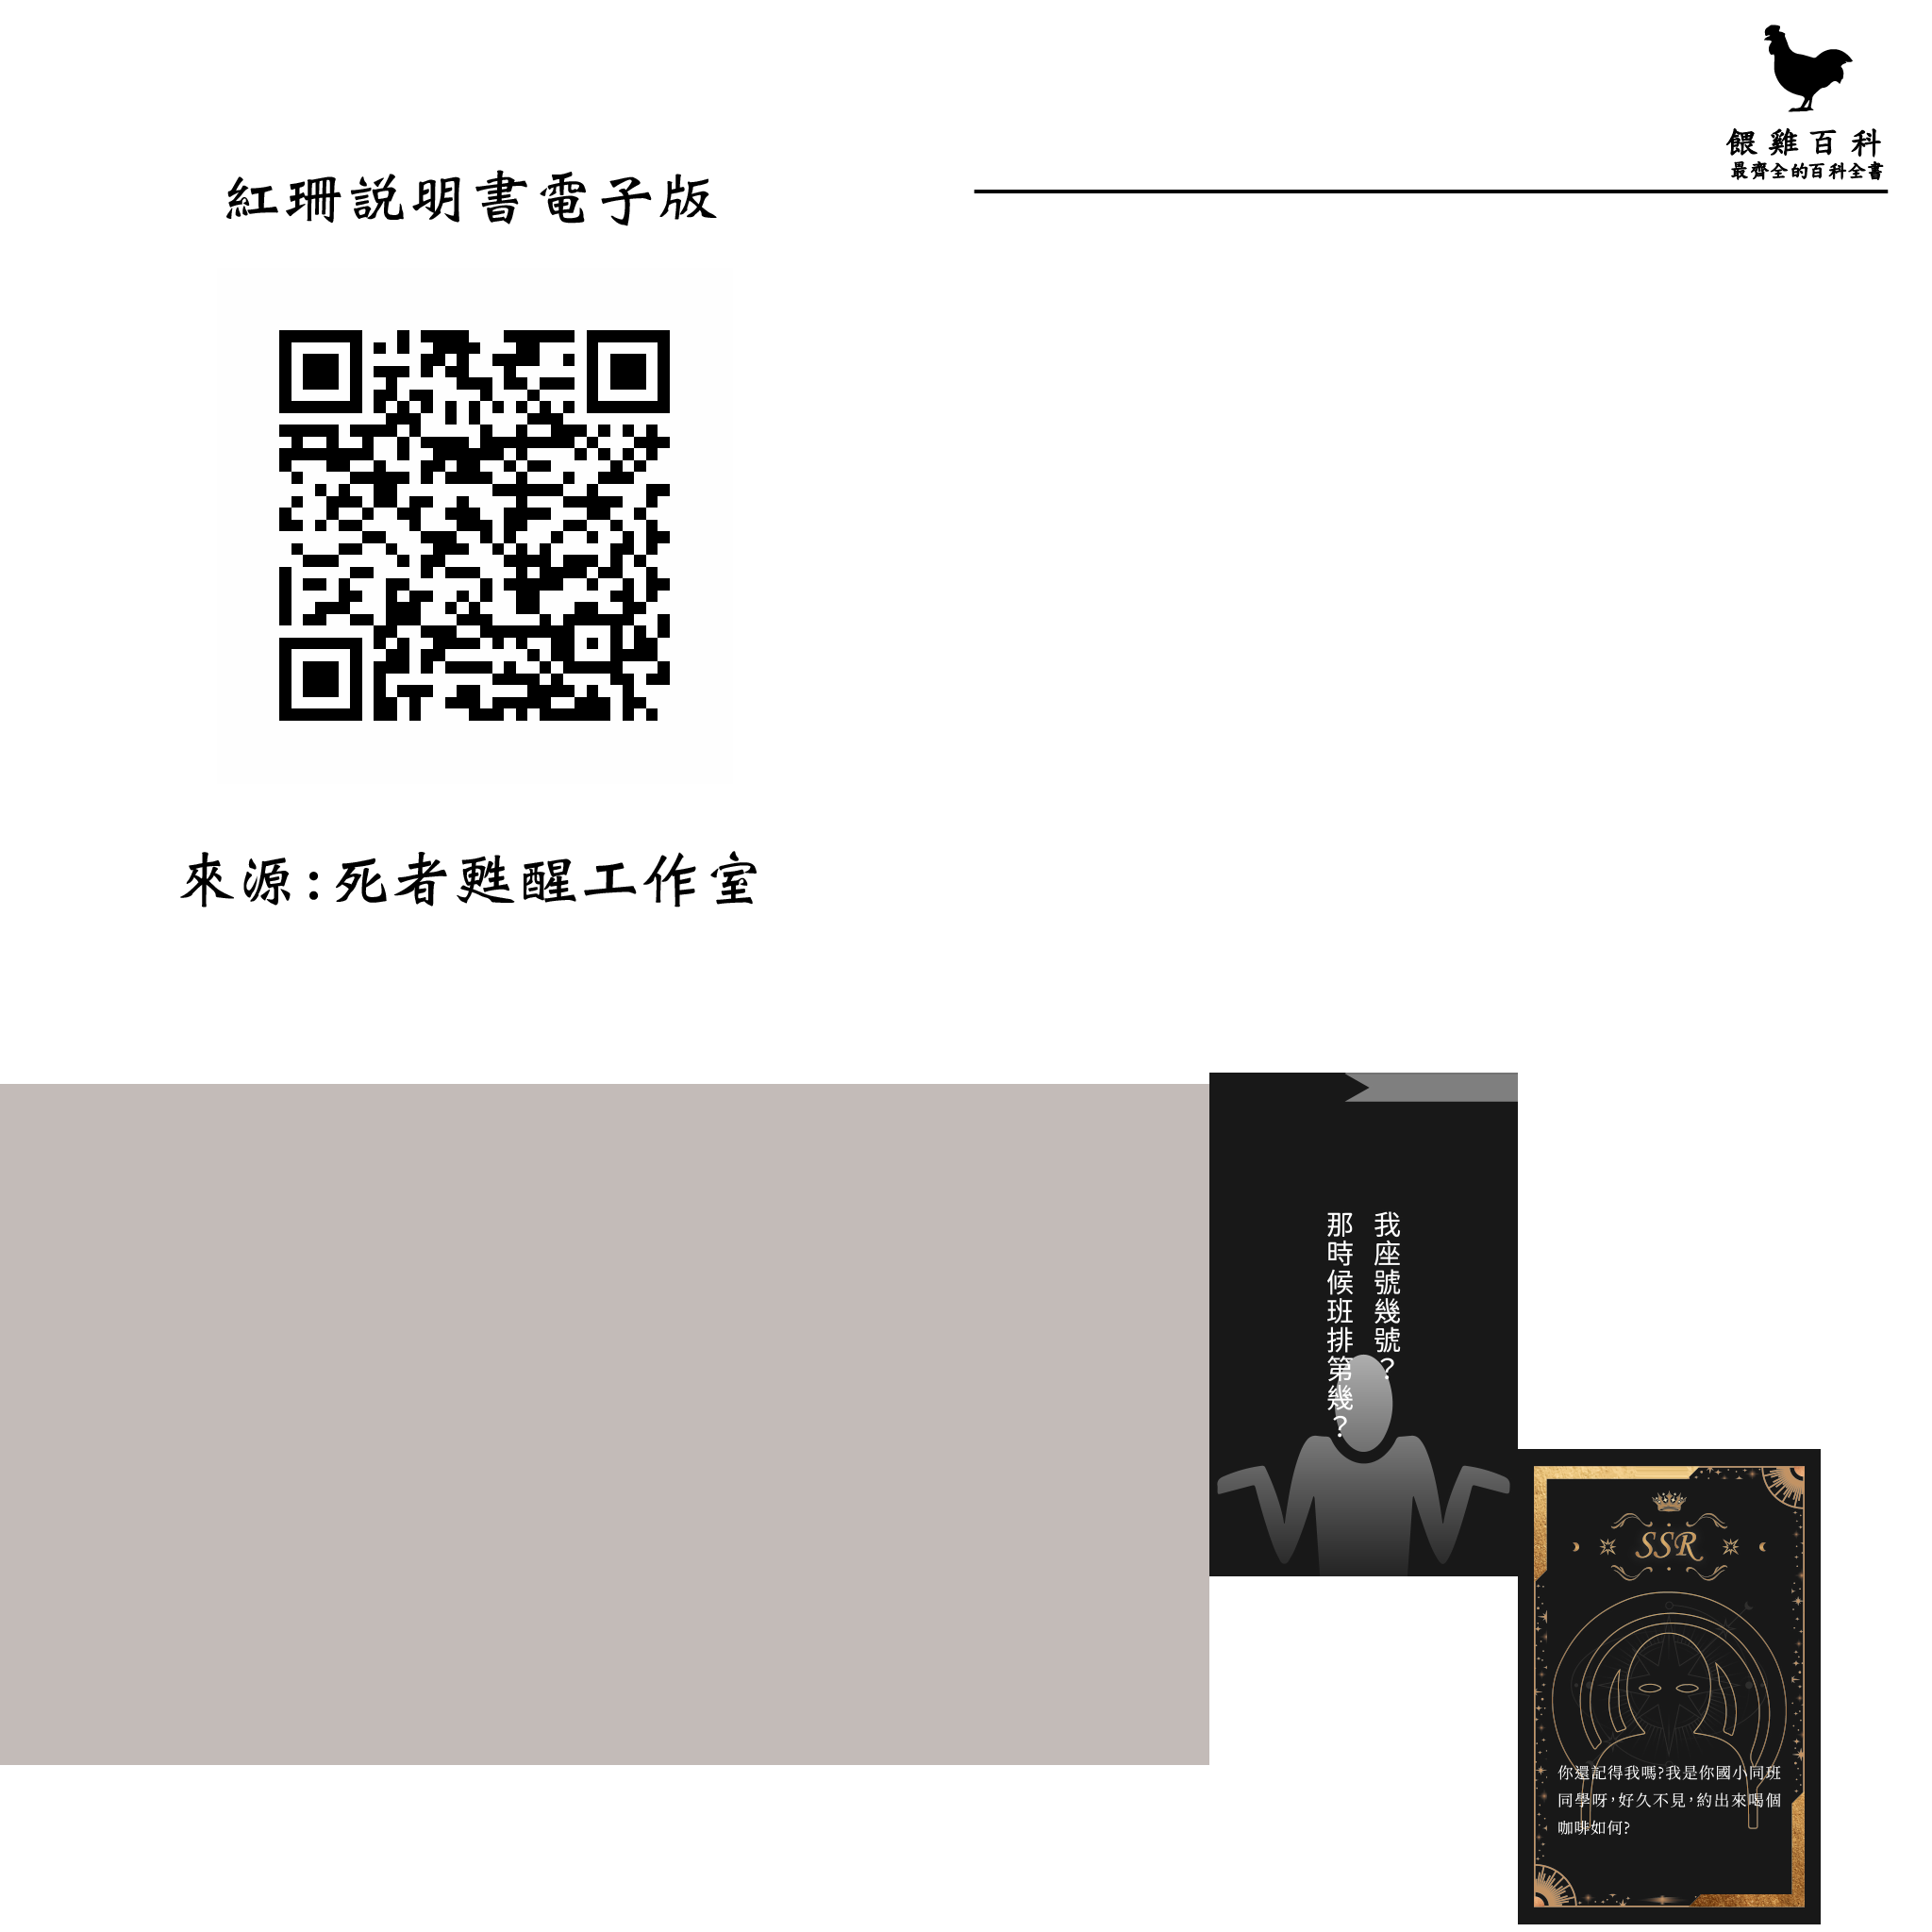 餵雞百科
最齊全的百科全書
紅珊説明書電子版
來源:死者甦醒工作室
我座號幾號？
那時候班排第幾？
SSR
你還記得我嗎?我是你國小同班
同學呀，好久不見，約出來喝個
咖啡如何?